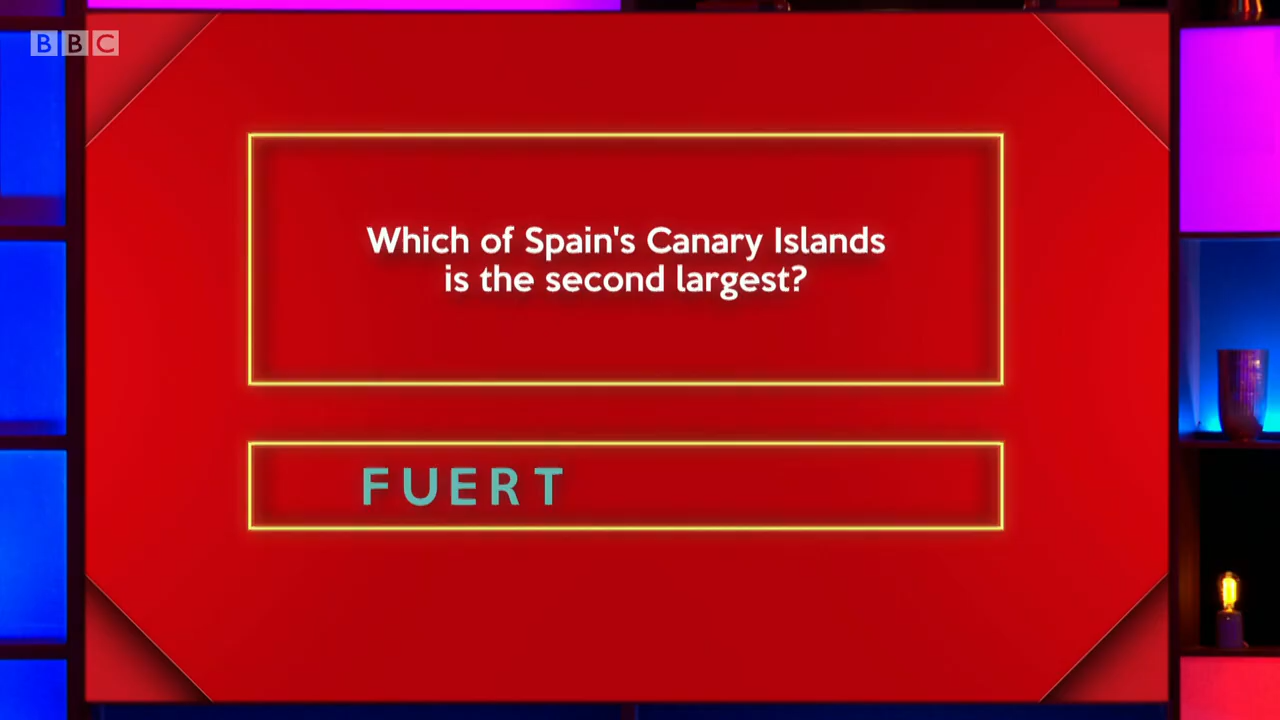 BBC
Which of Spain's Canary Islands
is the second largest?
FUERT